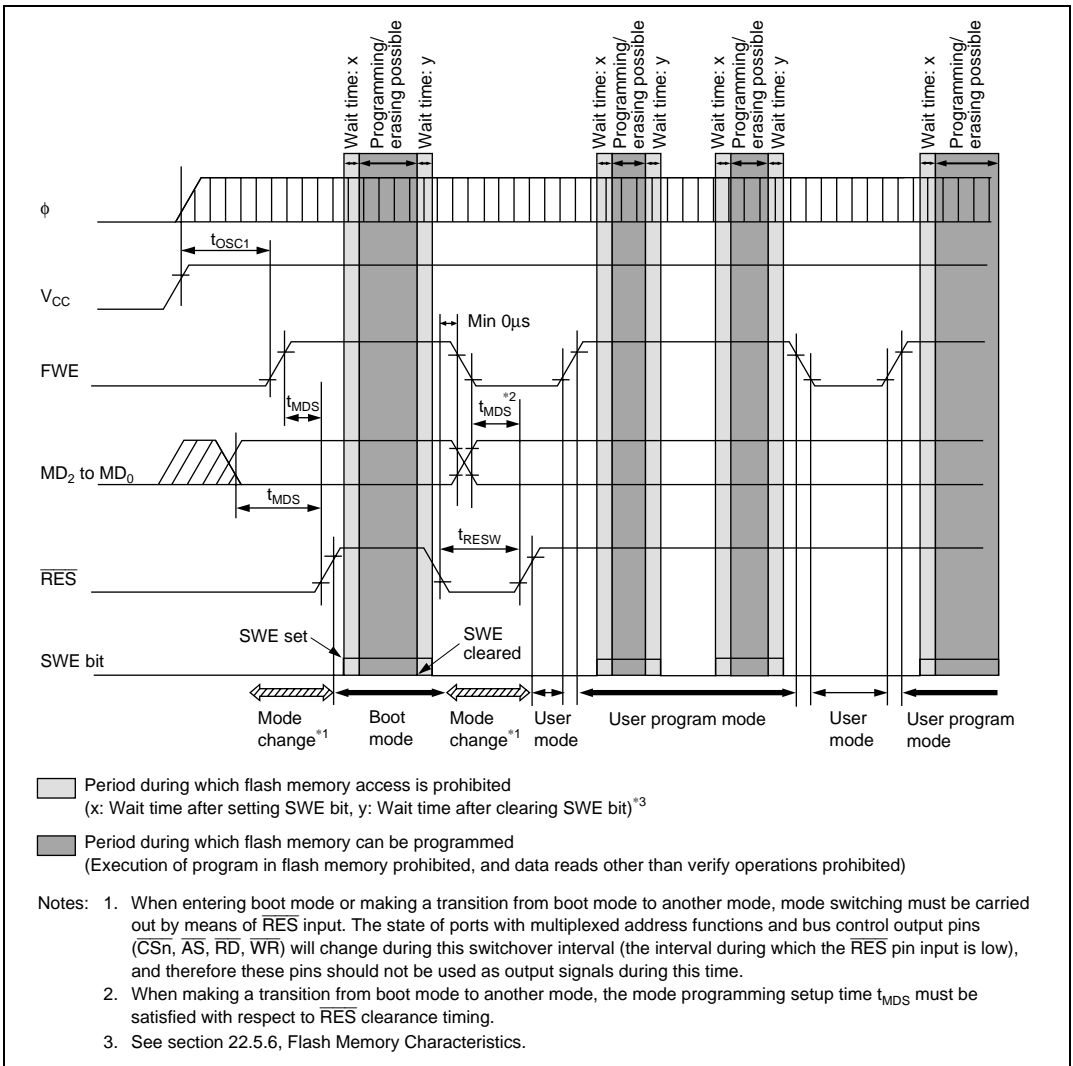 Wait time: x
Programming/
erasing possible
Wait time: y
Wait time: x
Programming/
erasing possible
Wait time: y
Wait time: x
Programming/
erasing possible
Wait time: y
Wait time: x
Programming/
erasing possible
φ
tOSC1
VCC
Min 0μs
FWE
tMDS
tMDS*2
MD2 to MD0
tMDS
tRESW
RES
SWE set
SWE
cleared
SWE bit
Mode
change*1
Boot
mode
Mode
change*1
User
mode
User program mode
User
mode
User program
mode
Period during which flash memory access is prohibited
(x: Wait time after setting SWE bit, y: Wait time after clearing SWE bit)*3
Period during which flash memory can be programmed
(Execution of program in flash memory prohibited, and data reads other than verify operations prohibited)
Notes: 1. When entering boot mode or making a transition from boot mode to another mode, mode switching must be carried
out by means of RES input. The state of ports with multiplexed address functions and bus control output pins
(CSn, AS, RD, WR) will change during this switchover interval (the interval during which the RES pin input is low),
and therefore these pins should not be used as output signals during this time.
2. When making a transition from boot mode to another mode, the mode programming setup time tMDS must be
satisfied with respect to RES clearance timing.
3. See section 22.5.6, Flash Memory Characteristics.